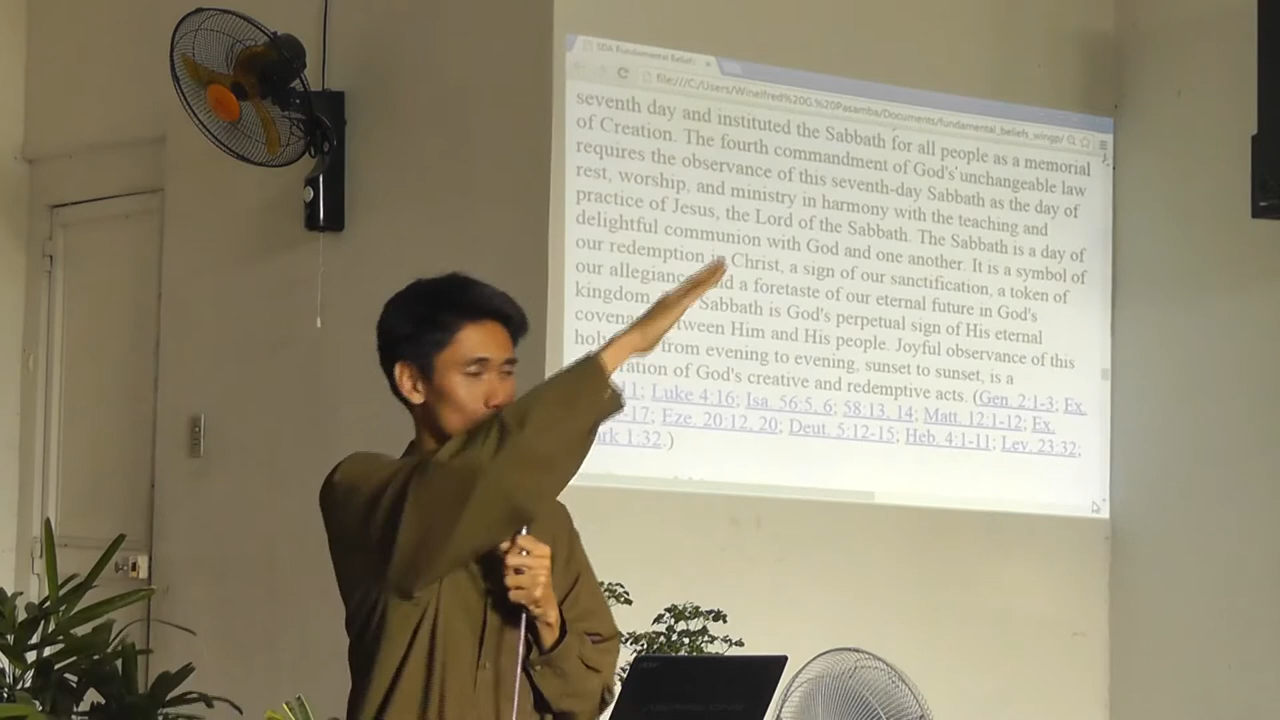 SDA Fundamental Beliefs
file:///C:/Users/Winelfred%20G.%20Pasamba/Documents/fundamental_beliefs_wingp/
seventh day and instituted the Sabbath for all people as a memorial
of Creation. The fourth commandment of God's unchangeable law
requires the observance of this seventh-day Sabbath as the day of
rest, worship, and ministry in harmony with the teaching and
practice of Jesus, the Lord of the Sabbath. The Sabbath is a day of
delightful communion with God and one another. It is a symbol of
our redemption in Christ, a sign of our sanctification, a token of
our allegiance a foretaste of our eternal future in God's
kingdom. Sabbath is God's perpetual sign of His eternal
between Him and His people. Joyful observance of this
from evening to evening, sunset to sunset, is a
of God's creative and redemptive acts. (Gen. 2:1-3; Ex.
Luke 4:16; Isa. 56:5, 6; 58:13, 14; Matt. 12:1-12; Ex.
-17; Eze. 20:12, 20; Deut. 5:12-15; Heb. 4:1-11; Lev. 23:32;
1:32.)
acer